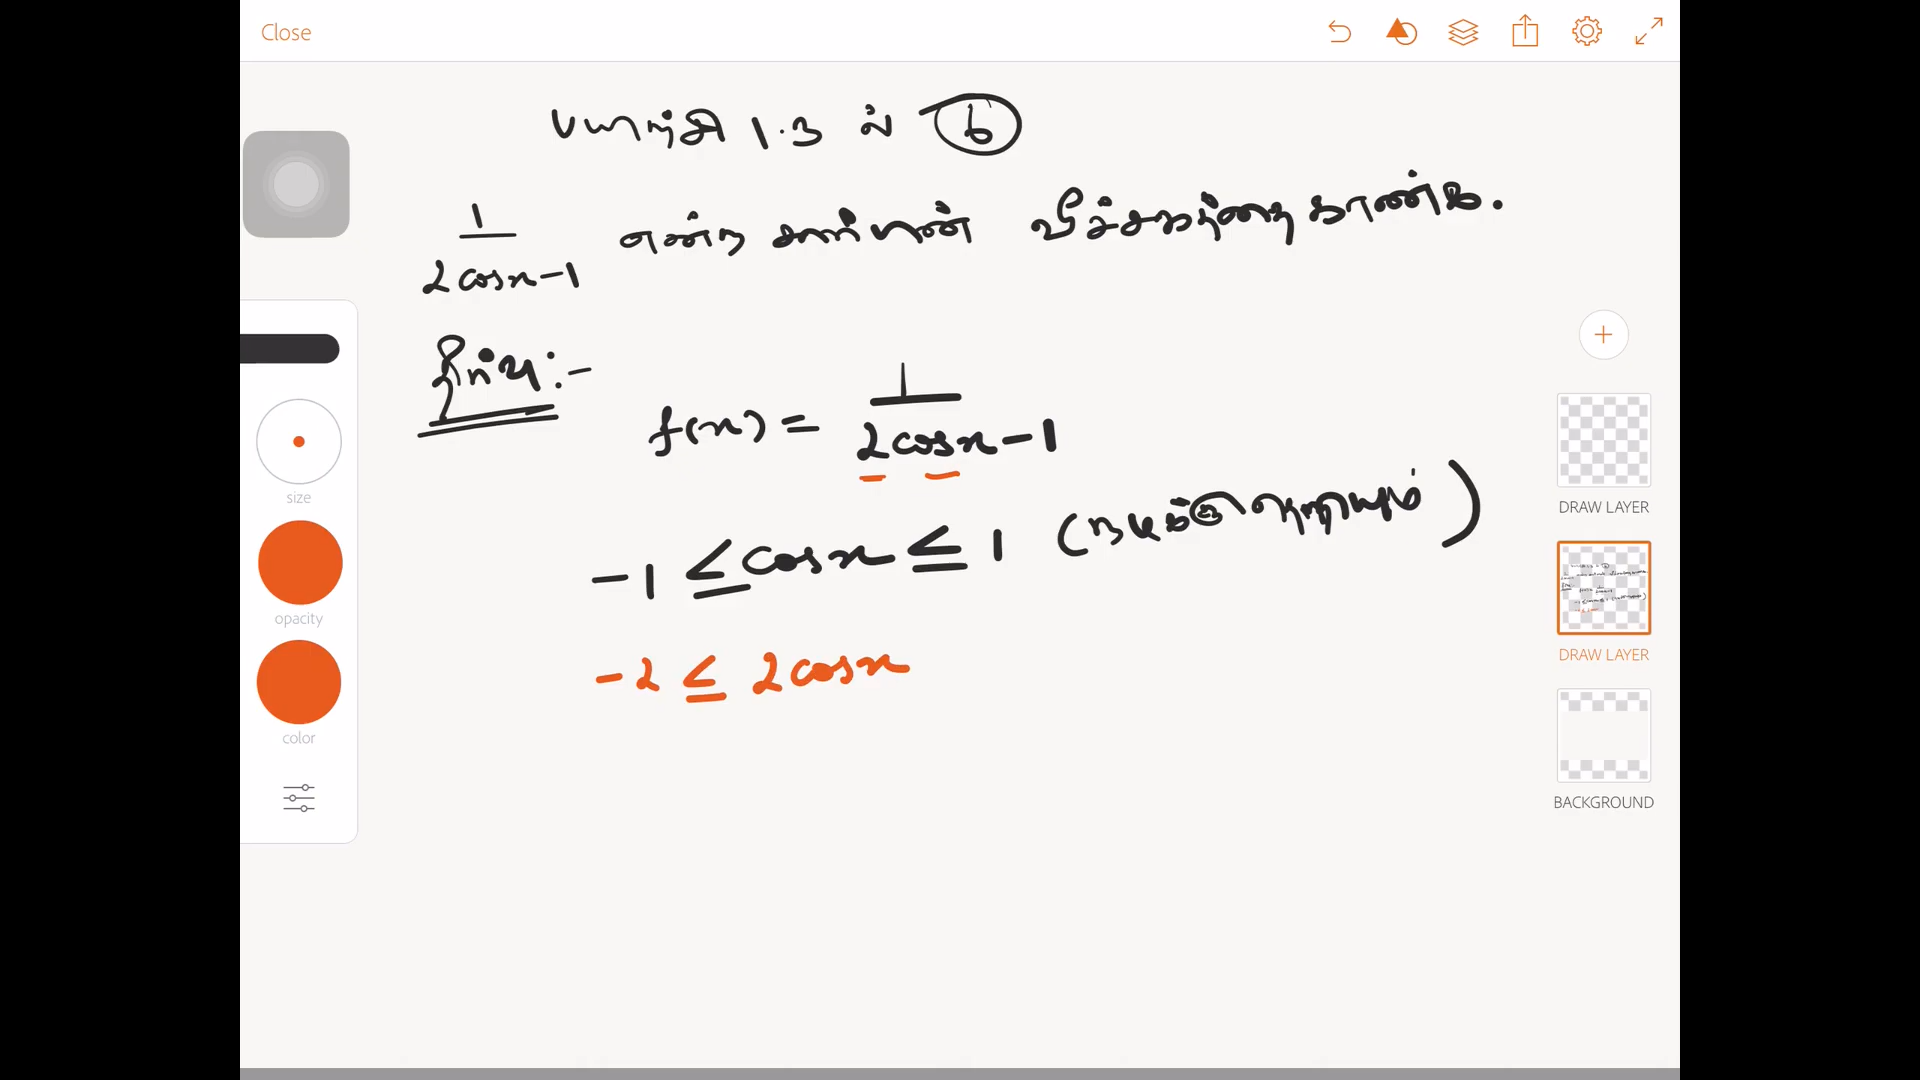 Close
பயிற்சி 1.3 ல் 6
1/(2cosx-1) என்ற சார்பின் வீச்சகத்தை காண்க.
தீர்வு:-
f(x) = 1/(2cosx-1)
-1 ≤ cosx ≤ 1
-2 ≤ 2cosx
size
opacity
color
DRAW LAYER
DRAW LAYER
BACKGROUND